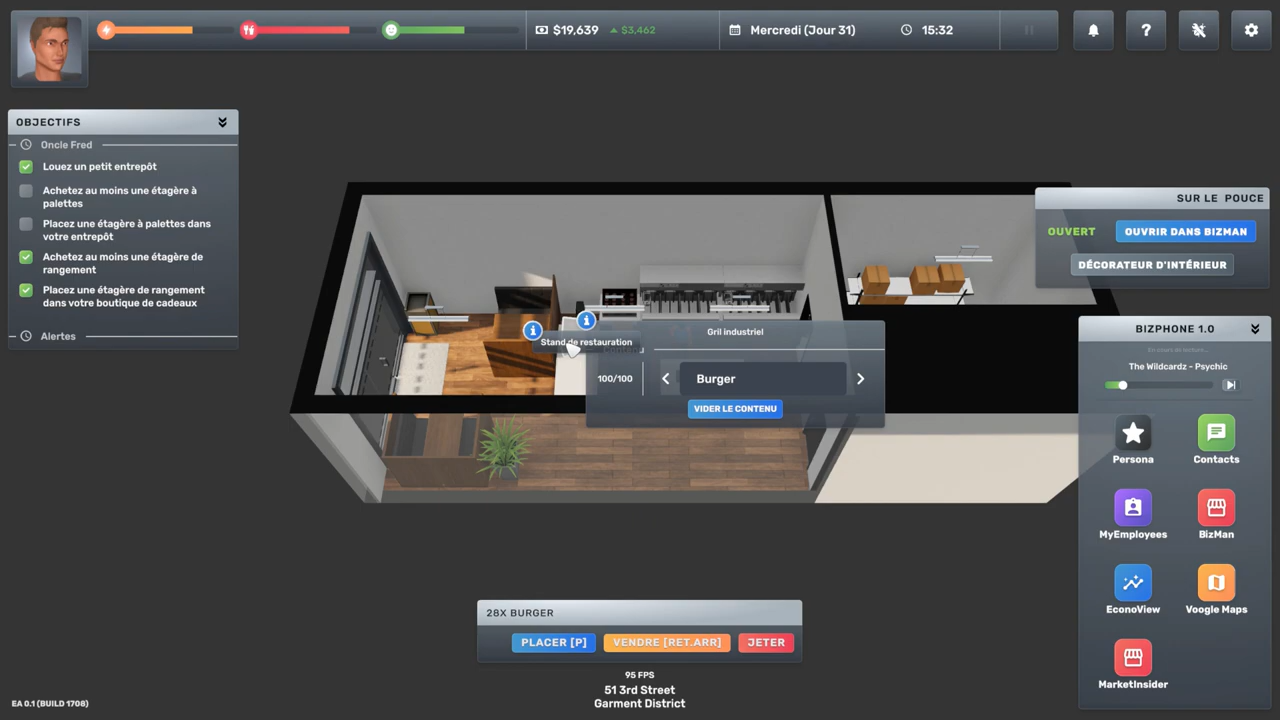 $19,639
$3,462
Mercredi (Jour 31)
15:32
?
OBJECTIFS
Oncle Fred
Louez un petit entrepôt
Achetez au moins une étagère à
palettes
Placez une étagère à palettes dans
votre entrepôt
Achetez au moins une étagère de
rangement
Placez une étagère de rangement
dans votre boutique de cadeaux
Alertes
SUR LE POUCE
OUVERT
OUVRIR DANS BIZMAN
DÉCORATEUR D'INTÉRIEUR
Stand de restauration
Gril industriel
100/100
Burger
VIDER LE CONTENU
BIZPHONE 1.0
En cours de lecture...
The Wildcardz - Psychic
Persona
Contacts
MyEmployees
BizMan
EconoView
Voogle Maps
MarketInsider
28X BURGER
PLACER [P]
VENDRE [RET.ARR]
JETER
95 FPS
51 3rd Street
Garment District
EA 0.1 (BUILD 1708)